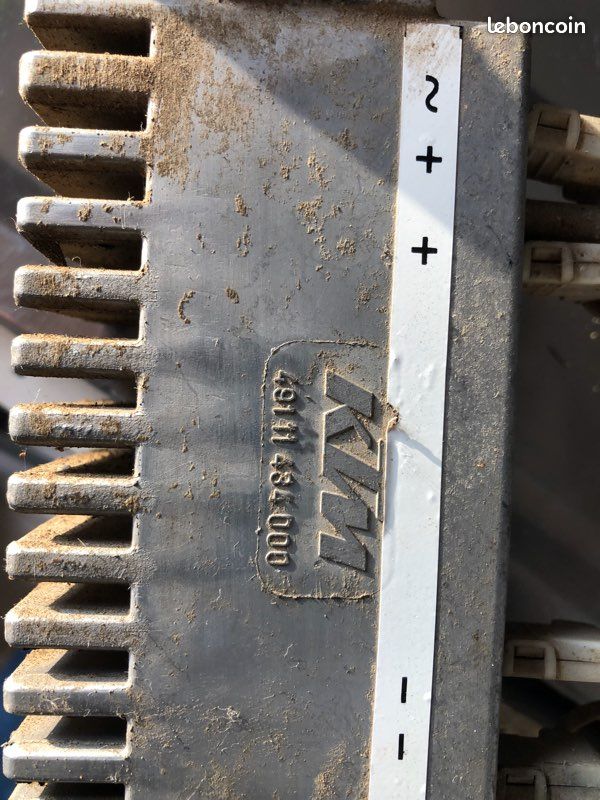 leboncoin
~ + +
KTM
491 11 434 000
− −